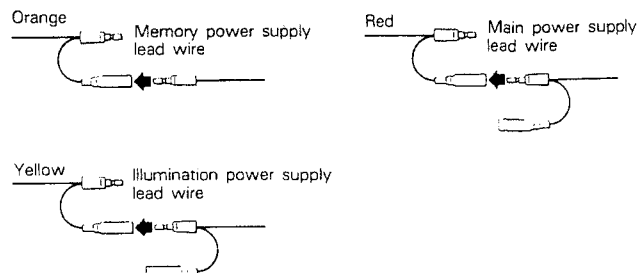 Orange
Memory power supply
lead wire
Red
Main power supply
lead wire
Yellow
Illumination power supply
lead wire